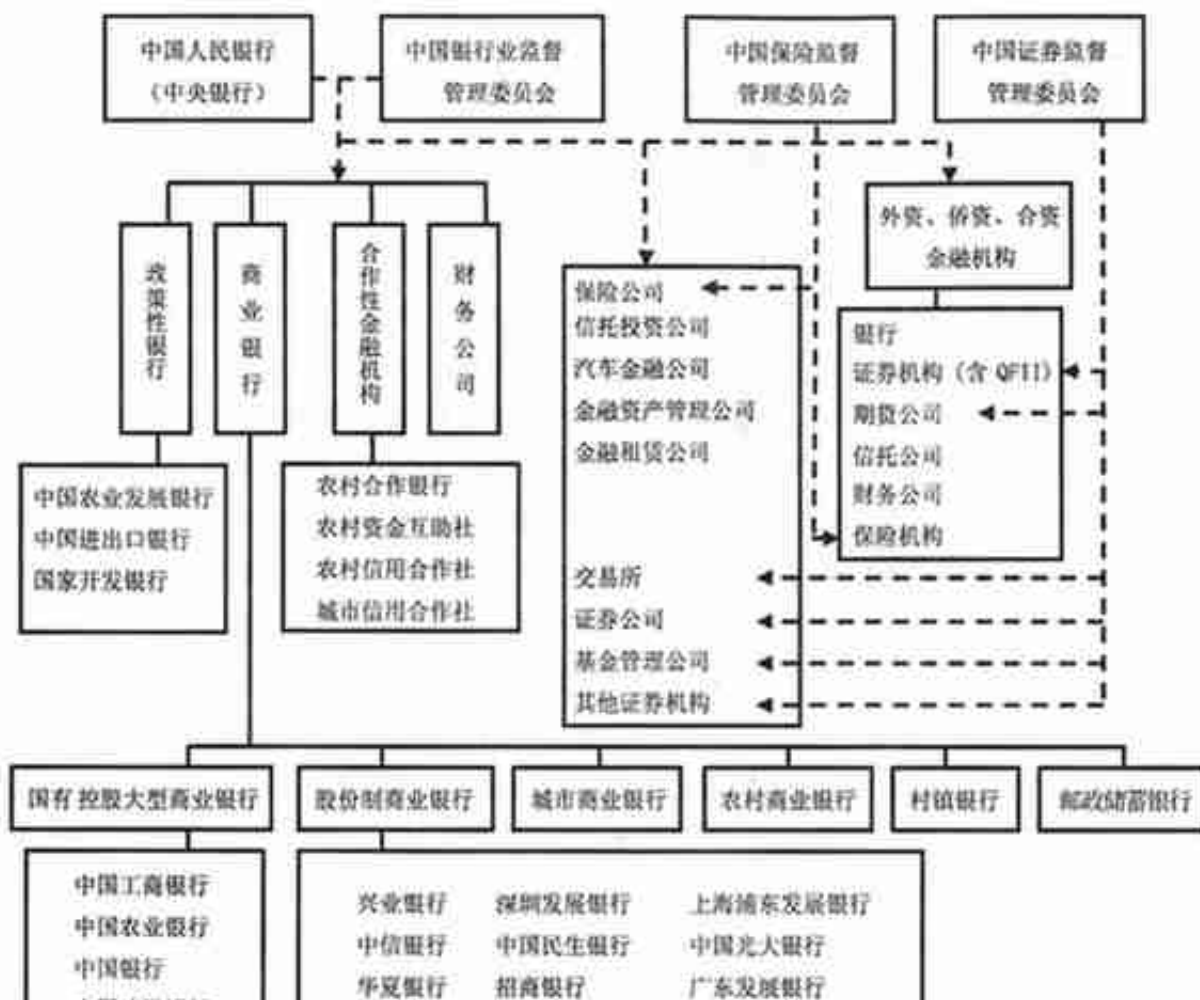 中国人民银行
（中央银行）
中国银行业监督
管理委员会
中国保险监督
管理委员会
中国证券监督
管理委员会
政策性银行
商业银行
合作性金融机构
财务公司
外资、侨资、合资
金融机构
中国农业发展银行
中国进出口银行
国家开发银行
农村合作银行
农村资金互助社
农村信用合作社
城市信用合作社
保险公司
信托投资公司
汽车金融公司
金融资产管理公司
金融租赁公司
交易所
证券公司
基金管理公司
其他证券机构
银行
证券机构（含 QFII）
期货公司
信托公司
财务公司
保险机构
国有控股大型商业银行
股份制商业银行
城市商业银行
农村商业银行
村镇银行
邮政储蓄银行
中国工商银行
中国农业银行
中国银行
兴业银行 深圳发展银行 上海浦东发展银行
中信银行 中国民生银行 中国光大银行
华夏银行 招商银行 广东发展银行